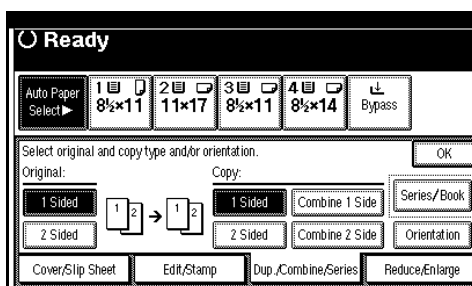 Ready
Auto Paper Select▶
1 8½×11
2 11×17
3 8½×11
4 8½×14
Bypass
Select original and copy type and/or orientation.
OK
Original:
Copy:
1 Sided
1 2 → 1 2
1 Sided
Combine 1 Side
Series/Book
2 Sided
2 Sided
Combine 2 Side
Orientation
Cover/Slip Sheet
Edit/Stamp
Dup./Combine/Series
Reduce/Enlarge